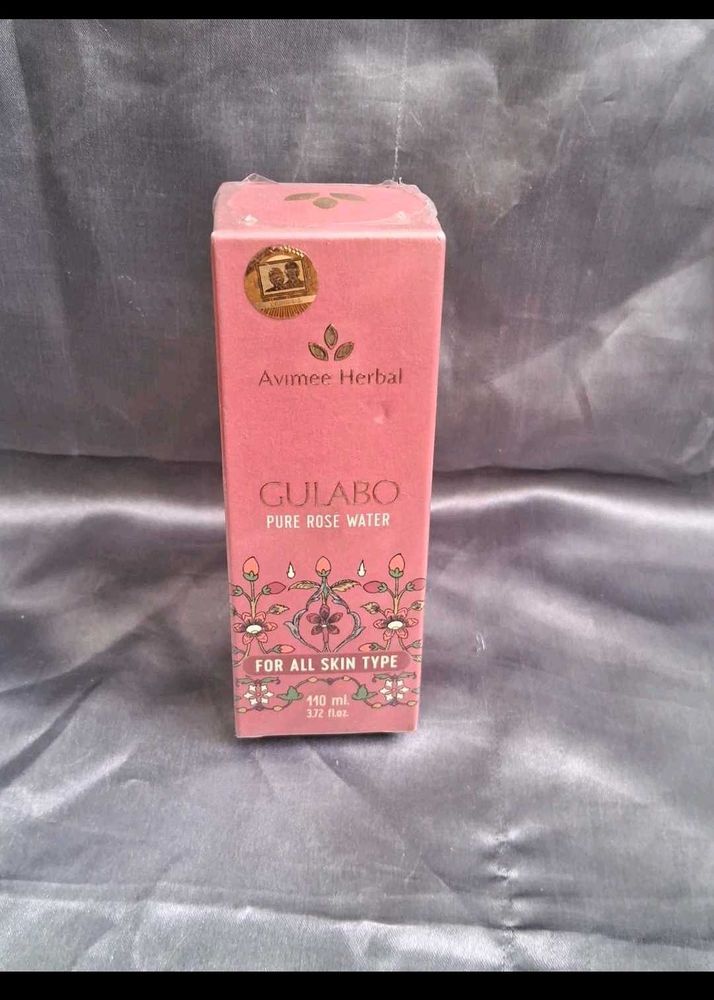 Avimee Herbal
GULABO
PURE ROSE WATER
FOR ALL SKIN TYPE
110 ml.
3.72 fl.oz.